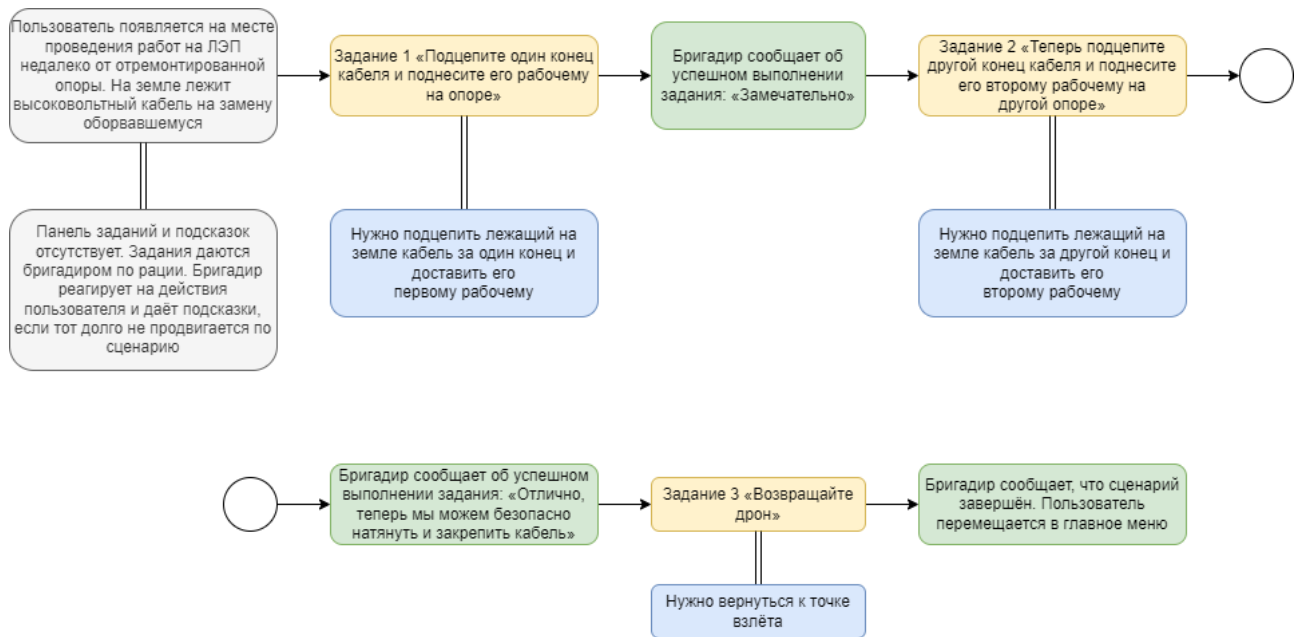 Пользователь появляется на месте
проведения работ на ЛЭП
недалеко от отремонтированной
опоры. На земле лежит
высоковольтный кабель на замену
оборвавшемуся
Задание 1 «Подцепите один конец
кабеля и поднесите его рабочему
на опоре»
Бригадир сообщает об
успешном выполнении
задания: «Замечательно»
Задание 2 «Теперь подцепите
другой конец кабеля и поднесите
его второму рабочему на
другой опоре»
Панель заданий и подсказок
отсутствует. Задания даются
бригадиром по рации. Бригадир
реагирует на действия
пользователя и даёт подсказки,
если тот долго не продвигается по
сценарию
Нужно подцепить лежащий на
земле кабель за один конец и
доставить его
первому рабочему
Нужно подцепить лежащий на
земле кабель за другой конец и
доставить его
второму рабочему
Бригадир сообщает об успешном
выполнении задания: «Отлично,
теперь мы можем безопасно
натянуть и закрепить кабель»
Задание 3 «Возвращайте
дрон»
Бригадир сообщает, что сценарий
завершён. Пользователь
перемещается в главное меню
Нужно вернуться к точке
взлёта